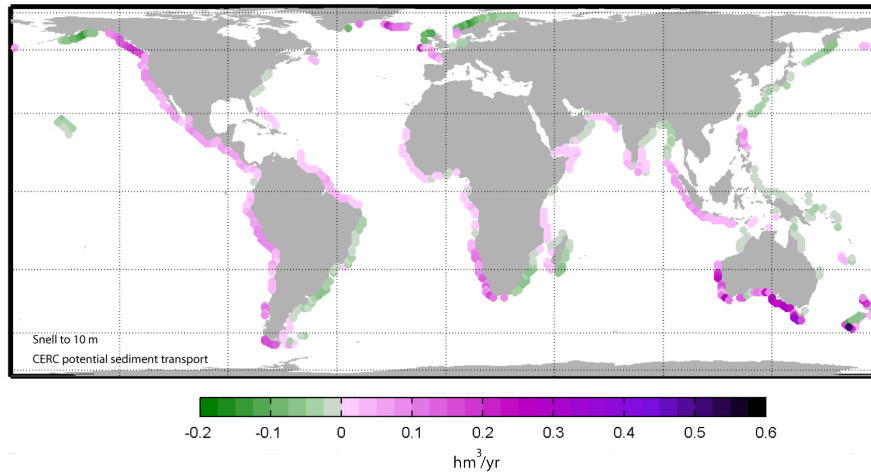 Snell to 10 m
CERC potential sediment transport
-0.2 -0.1 0 0.1 0.2 0.3 0.4 0.5 0.6
hm³/yr